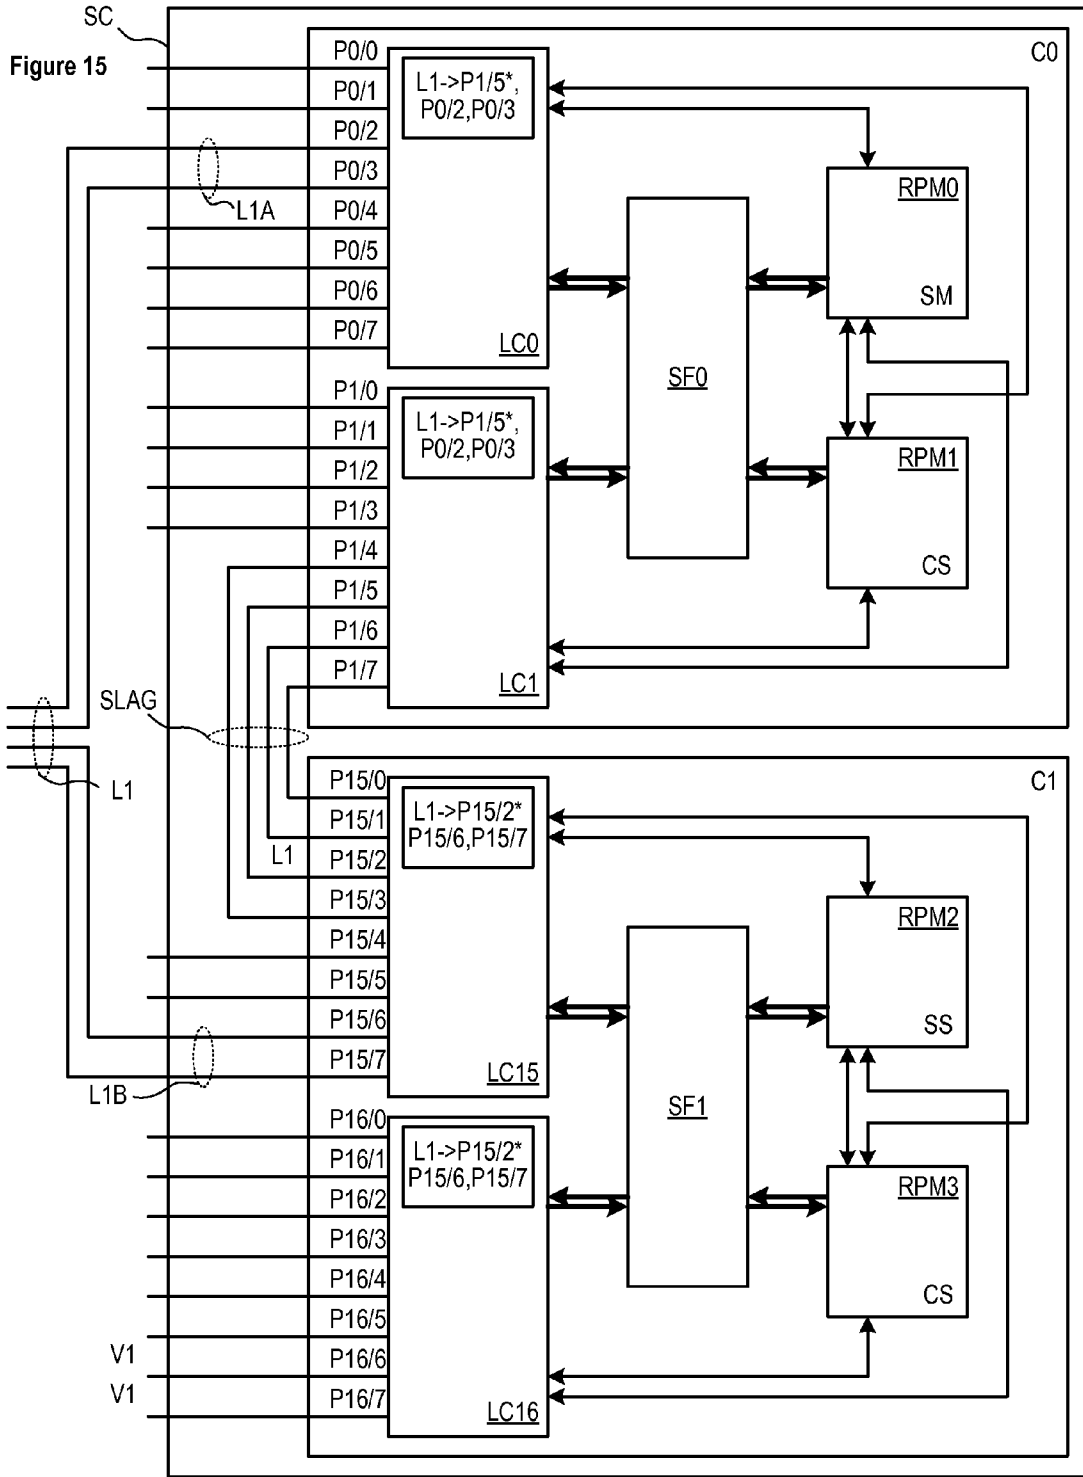 SC
Figure 15
C0
P0/0
P0/1
P0/2
P0/3
P0/4
P0/5
P0/6
P0/7
L1->P1/5*,
P0/2,P0/3
LC0
L1A
RPM0
SM
SF0
P1/0
P1/1
P1/2
P1/3
P1/4
P1/5
P1/6
P1/7
L1->P1/5*,
P0/2,P0/3
LC1
RPM1
CS
SLAG
L1
C1
P15/0
P15/1
L1
P15/2
P15/3
P15/4
P15/5
P15/6
P15/7
L1->P15/2*
P15/6,P15/7
LC15
L1B
RPM2
SS
SF1
P16/0
P16/1
P16/2
P16/3
P16/4
P16/5
V1
P16/6
V1
P16/7
L1->P15/2*
P15/6,P15/7
LC16
RPM3
CS